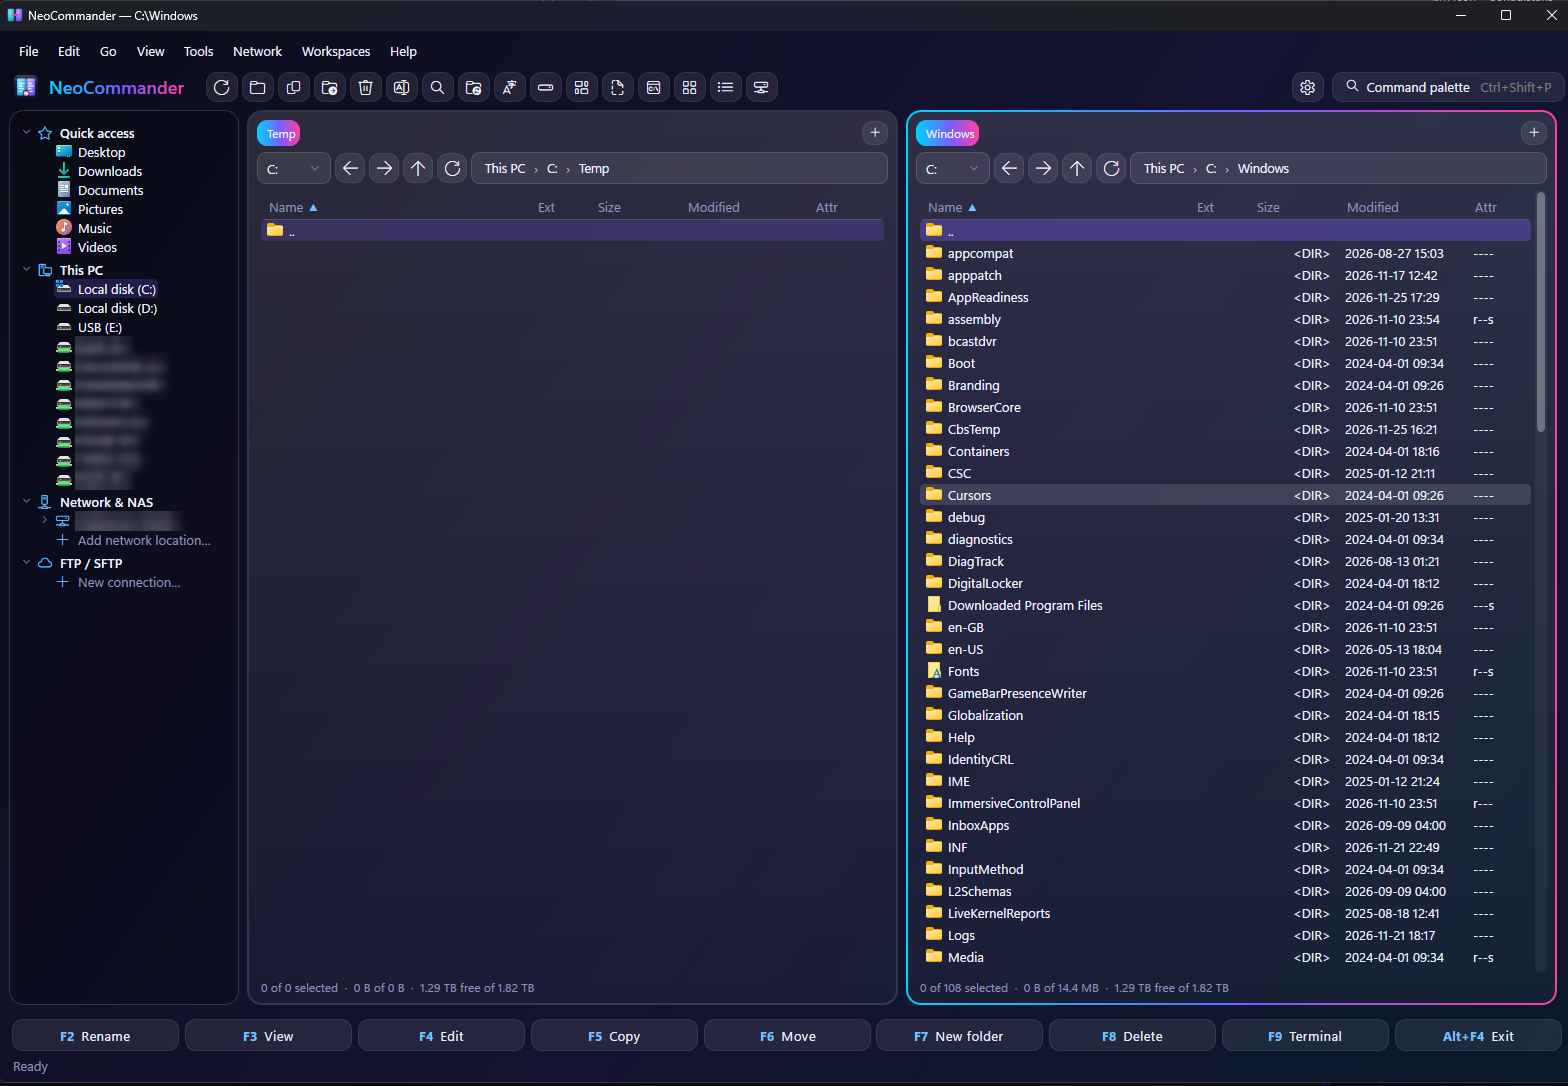 NeoCommander — C:\Windows
File Edit Go View Tools Network Workspaces Help
NeoCommander
Command palette Ctrl+Shift+P
Quick access
Desktop
Downloads
Documents
Pictures
Music
Videos
This PC
Local disk (C:)
Local disk (D:)
USB (E:)
Network & NAS
Add network location...
FTP / SFTP
New connection...
Temp
+
C:
This PC › C: › Temp
Name ▲ Ext Size Modified Attr
..
0 of 0 selected · 0 B of 0 B · 1.29 TB free of 1.82 TB
Windows
+
C:
This PC › C: › Windows
Name ▲ Ext Size Modified Attr
..
appcompat <DIR> 2026-08-27 15:03 ----
apppatch <DIR> 2026-11-17 12:42 ----
AppReadiness <DIR> 2026-11-25 17:29 ----
assembly <DIR> 2026-11-10 23:54 r--s
bcastdvr <DIR> 2026-11-10 23:51 ----
Boot <DIR> 2024-04-01 09:34 ----
Branding <DIR> 2024-04-01 09:26 ----
BrowserCore <DIR> 2026-11-10 23:51 ----
CbsTemp <DIR> 2026-11-25 16:21 ----
Containers <DIR> 2024-04-01 18:16 ----
CSC <DIR> 2025-01-12 21:11 ----
Cursors <DIR> 2024-04-01 09:26 ----
debug <DIR> 2025-01-20 13:31 ----
diagnostics <DIR> 2024-04-01 09:34 ----
DiagTrack <DIR> 2026-08-13 01:21 ----
DigitalLocker <DIR> 2024-04-01 18:12 ----
Downloaded Program Files <DIR> 2024-04-01 09:26 ---s
en-GB <DIR> 2026-11-10 23:51 ----
en-US <DIR> 2026-05-13 18:04 ----
Fonts <DIR> 2026-11-10 23:51 r--s
GameBarPresenceWriter <DIR> 2024-04-01 09:26 ----
Globalization <DIR> 2024-04-01 18:15 ----
Help <DIR> 2024-04-01 18:12 ----
IdentityCRL <DIR> 2024-04-01 09:34 ----
IME <DIR> 2025-01-12 21:24 ----
ImmersiveControlPanel <DIR> 2026-11-10 23:51 r---
InboxApps <DIR> 2026-09-09 04:00 ----
INF <DIR> 2026-11-21 22:49 ----
InputMethod <DIR> 2024-04-01 09:34 ----
L2Schemas <DIR> 2026-09-09 04:00 ----
LiveKernelReports <DIR> 2025-08-18 12:41 ----
Logs <DIR> 2026-11-21 18:17 ----
Media <DIR> 2024-04-01 09:34 r--s
0 of 108 selected · 0 B of 14.4 MB · 1.29 TB free of 1.82 TB
F2 Rename F3 View F4 Edit F5 Copy F6 Move F7 New folder F8 Delete F9 Terminal Alt+F4 Exit
Ready